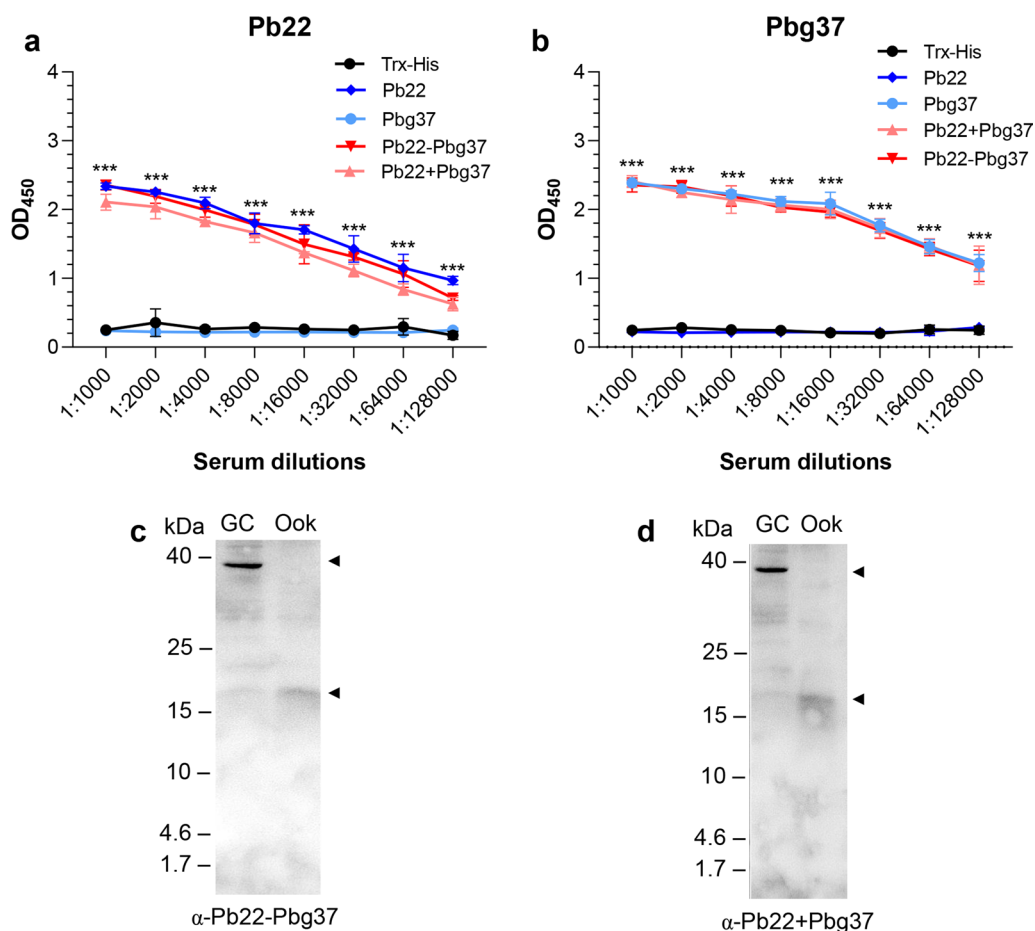 a
Pb22
Trx-His
Pb22
Pbg37
Pb22-Pbg37
Pb22+Pbg37
4
3
2
1
0
OD450
***
***
***
***
***
***
***
***
1:1000
1:2000
1:4000
1:8000
1:16000
1:32000
1:64000
1:128000
Serum dilutions
b
Pbg37
Trx-His
Pb22
Pbg37
Pb22+Pbg37
Pb22-Pbg37
4
3
2
1
0
OD450
***
***
***
***
***
***
***
***
1:1000
1:2000
1:4000
1:8000
1:16000
1:32000
1:64000
1:128000
Serum dilutions
c
kDa GC Ook
40
25
15
10
4.6
1.7
α-Pb22-Pbg37
d
kDa GC Ook
40
25
15
10
4.6
1.7
α-Pb22+Pbg37